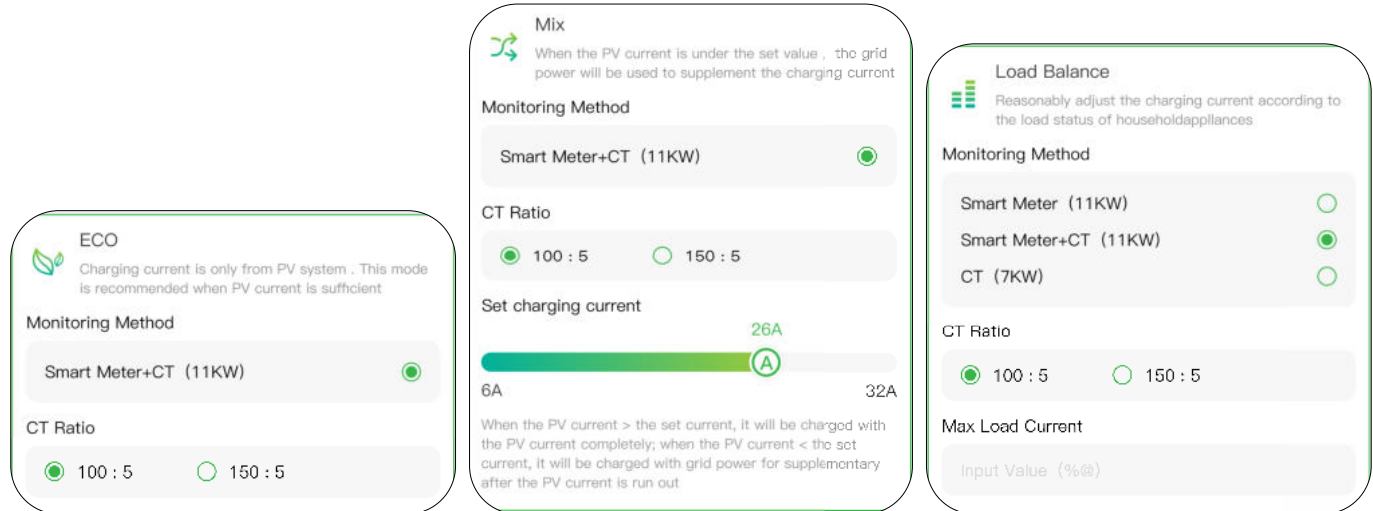 ECO
Charging current is only from PV system . This mode
is recommended when PV current is sufficient
Monitoring Method
Smart Meter+CT (11KW)
CT Ratio
100 : 5
150 : 5
Mix
When the PV current is under the set value , the grid
power will be used to supplement the charging current
Monitoring Method
Smart Meter+CT (11KW)
CT Ratio
100 : 5
150 : 5
Set charging current
26A
A
6A
32A
When the PV current > the set current, it will be charged with
the PV current completely; when the PV current < the set
current, it will be charged with grid power for supplementary
after the PV current is run out
Load Balance
Reasonably adjust the charging current according to
the load status of householdappllances
Monitoring Method
Smart Meter (11KW)
Smart Meter+CT (11KW)
CT (7KW)
CT Ratio
100 : 5
150 : 5
Max Load Current
Input Value (%@)